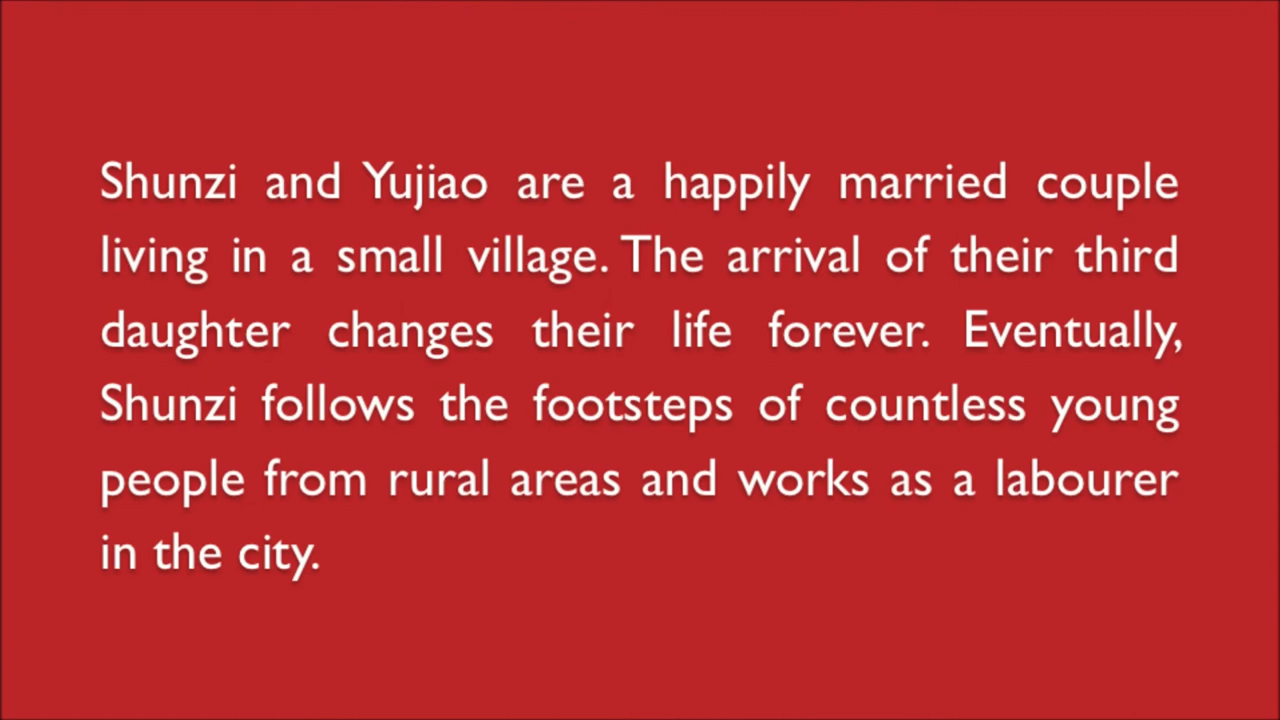 Shunzi and Yujiao are a happily married couple
living in a small village. The arrival of their third
daughter changes their life forever. Eventually,
Shunzi follows the footsteps of countless young
people from rural areas and works as a labourer
in the city.